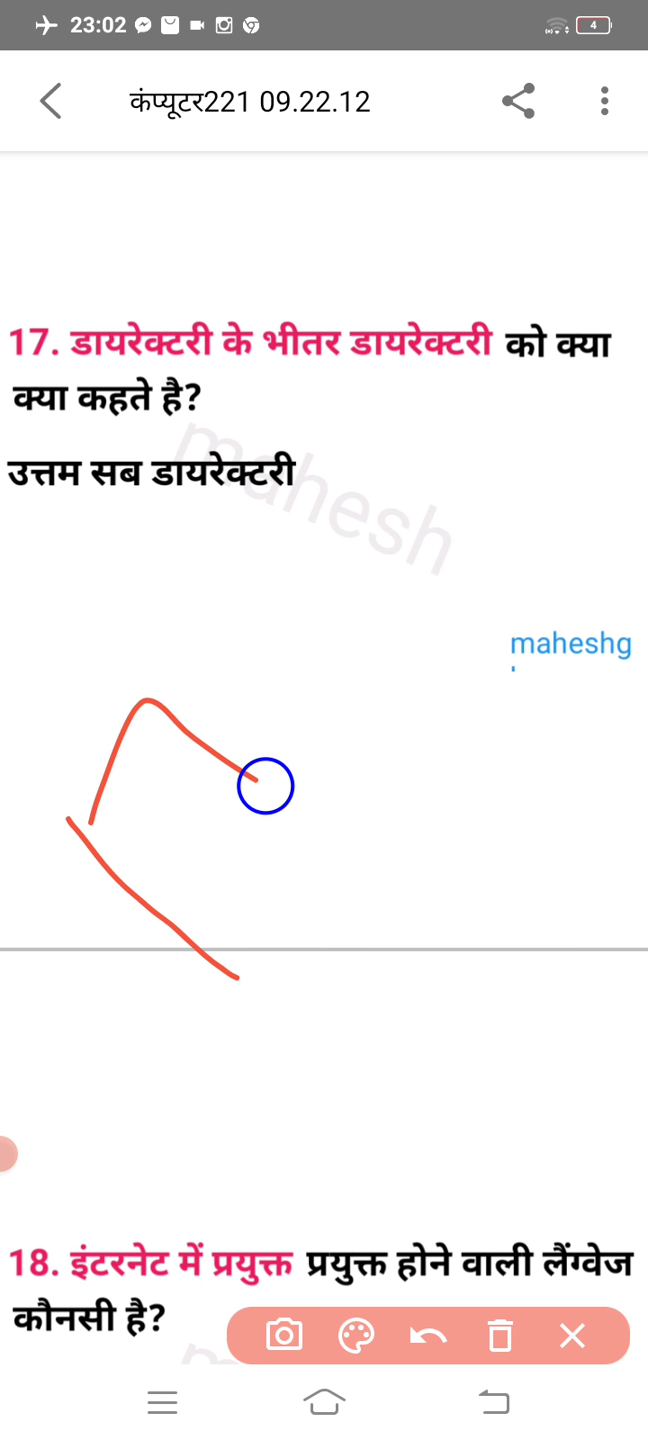 23:02
4
कंप्यूटर221 09.22.12
17. डायरेक्टरी के भीतर डायरेक्टरी को क्या
क्या कहते है?
उत्तम सब डायरेक्टरी
mahesh
maheshg
18. इंटरनेट में प्रयुक्त प्रयुक्त होने वाली लैंग्वेज
कौनसी है?